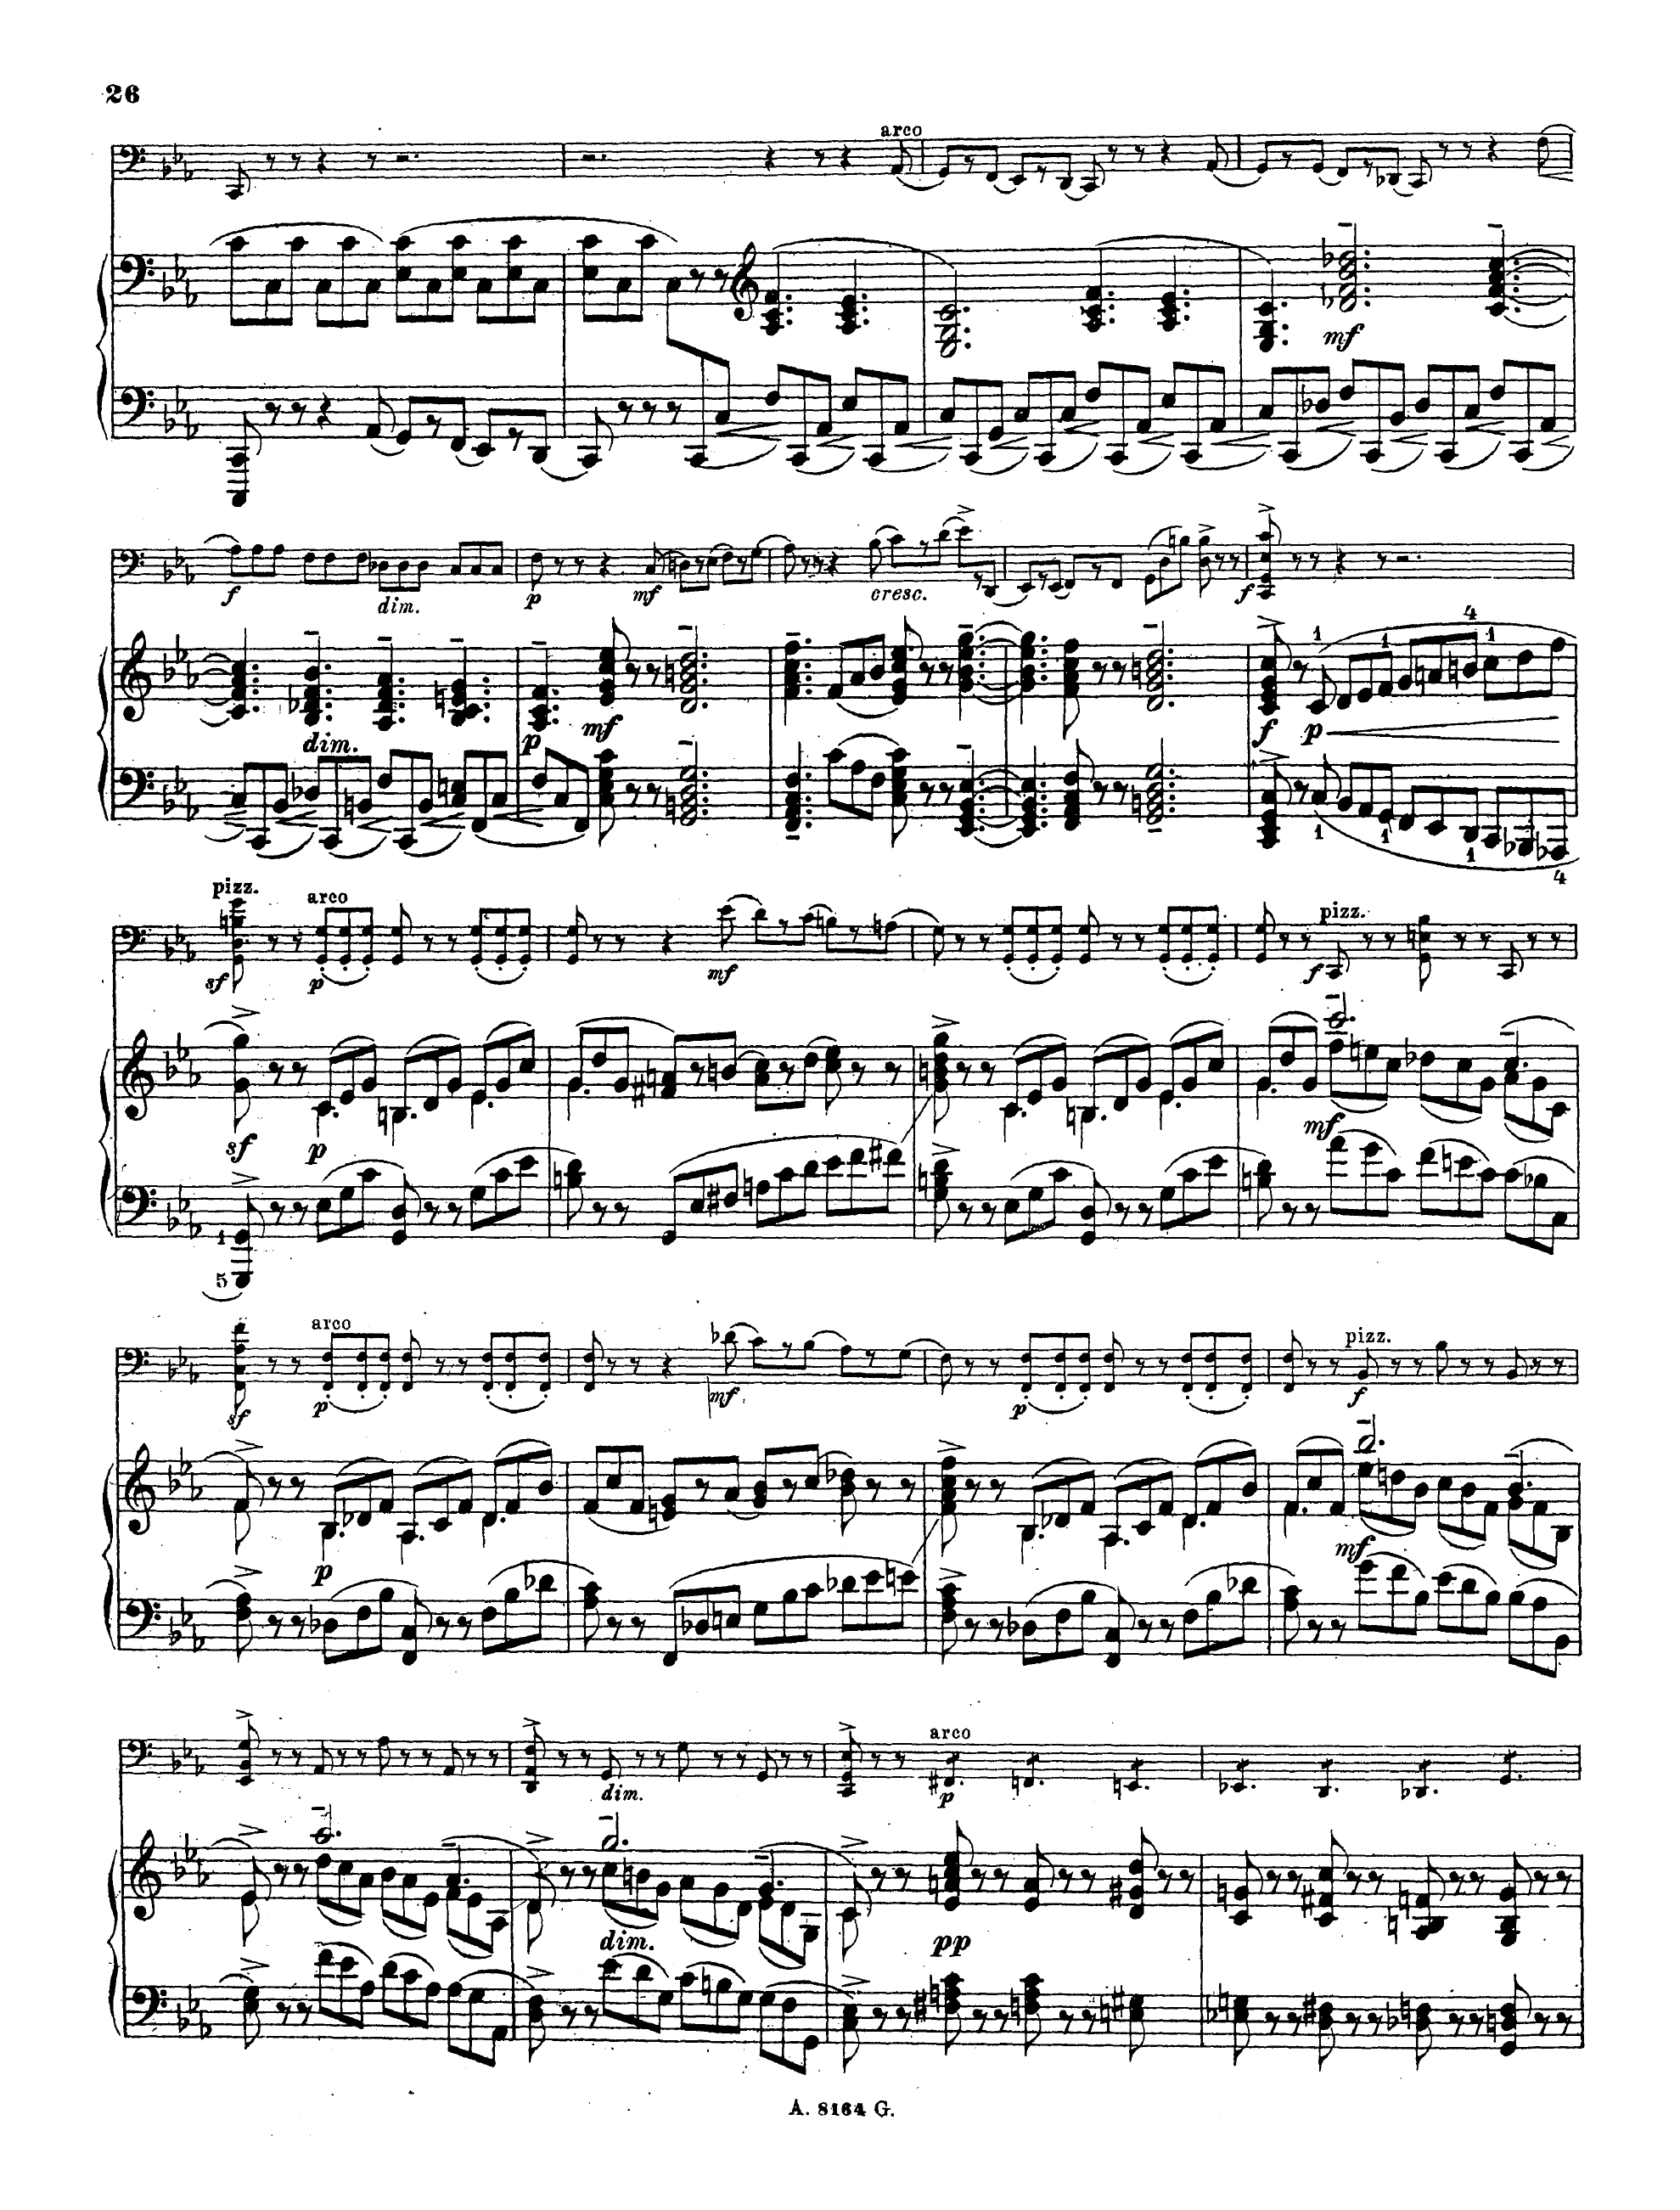 26
arco
mf
f
dim.
p
mf
cresc.
f
4
1
1
1
dim.
p
mf
f
p
1
1
1
4
pizz.
arco
pizz.
sf
p
mf
f
sf
p
mf
1
5
arco
pizz.
sf
p
mf
p
f
p
mf
arco
dim.
p
dim.
pp
A. 8164 G.